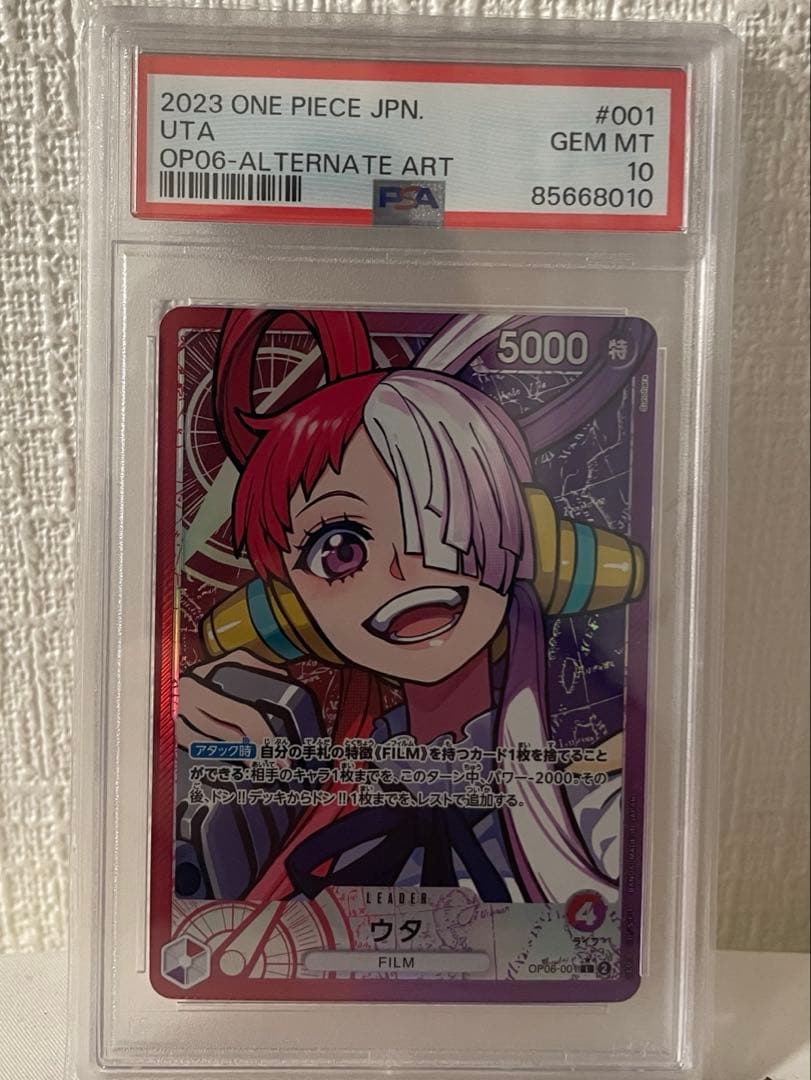 2023 ONE PIECE JPN. #001
UTA GEM MT
OP06-ALTERNATE ART 10
PSA 85668010
5000 特
アタック時 自分の手札の特徴《FILM》を持つカード1枚を捨てること
ができる:相手のキャラ1枚までを、このターン中、パワー-2000。その
後、ドン!!デッキからドン!!1枚までを、レストで追加する。
LEADER
ウタ
4
ライフ
FILM
OP06-001 L 2